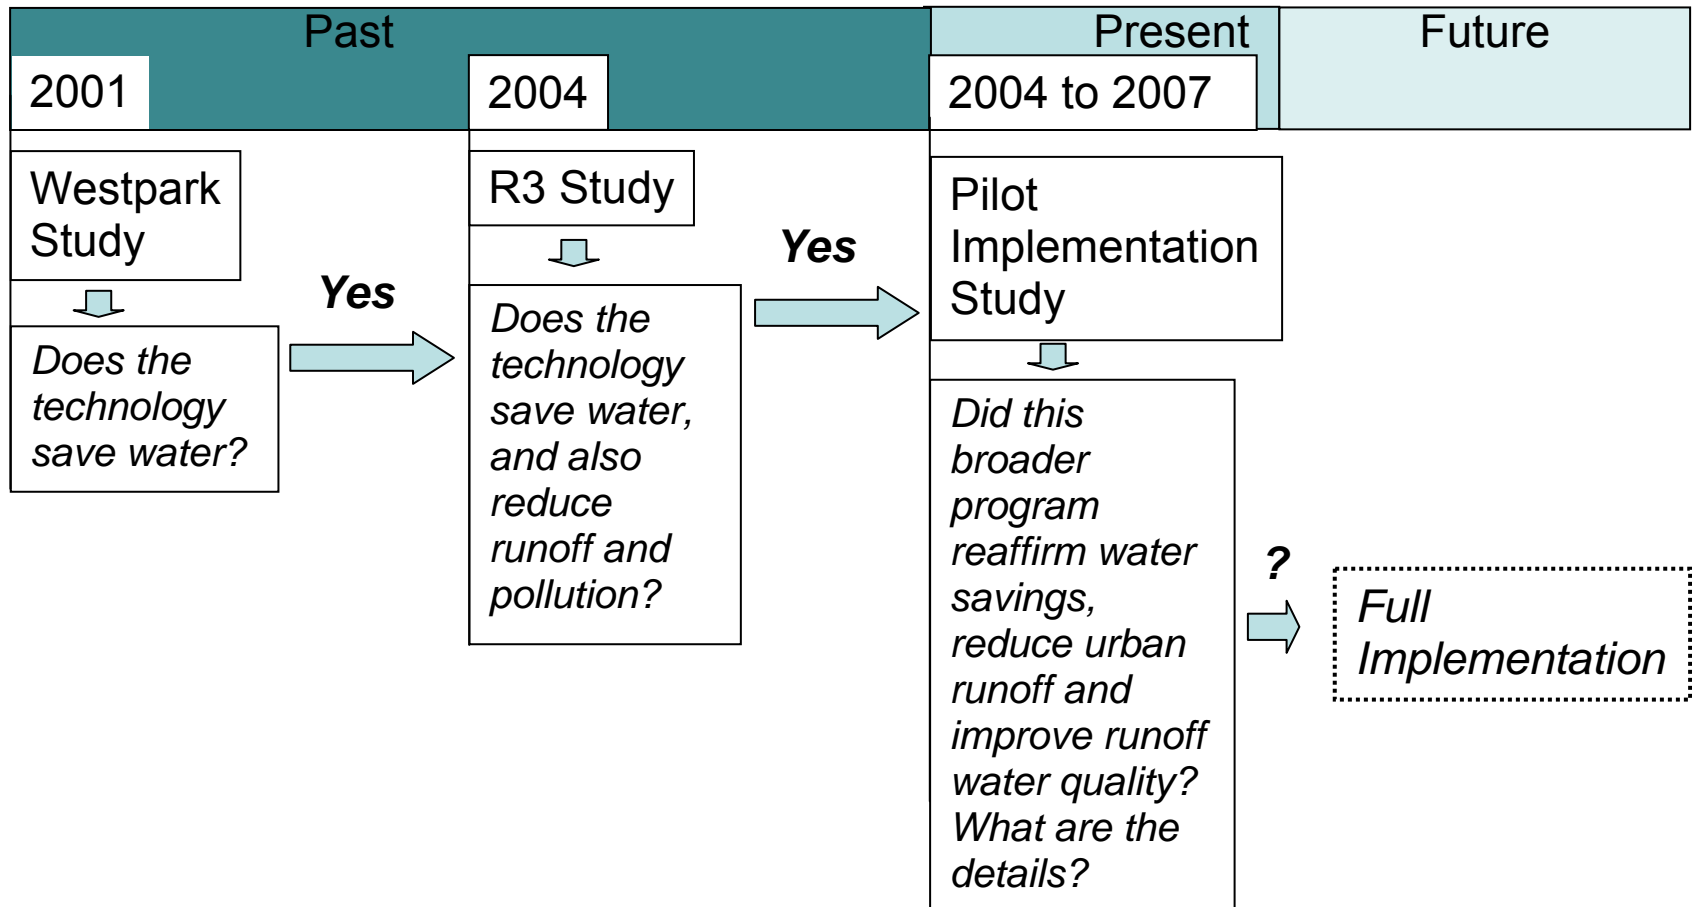 Past
Present
Future
2001
2004
2004 to 2007
Westpark
Study
Does the
technology
save water?
Yes
R3 Study
Does the
technology
save water,
and also
reduce
runoff and
pollution?
Yes
Pilot
Implementation
Study
Did this
broader
program
reaffirm water
savings,
reduce urban
runoff and
improve runoff
water quality?
What are the
details?
?
Full
Implementation